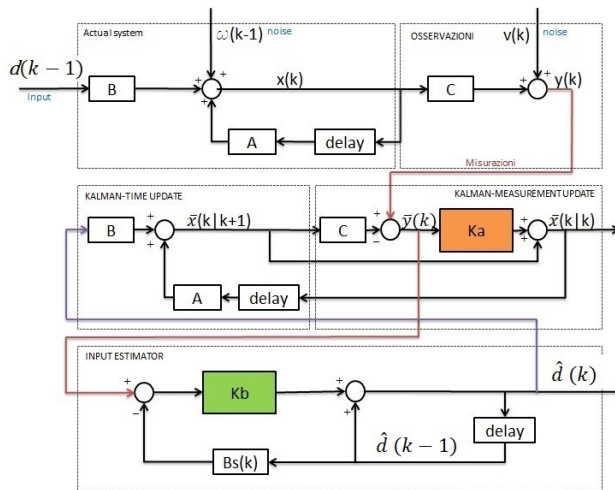 Actual system
ω(k-1) noise
OSSERVAZIONI
v(k)
noise
d(k − 1)
Input
B
x(k)
C
y(k)
A
delay
Misurazioni
KALMAN-TIME UPDATE
KALMAN-MEASUREMENT UPDATE
B
x̄(k|k+1)
C
ȳ(k)
Ka
x̄(k|k)
A
delay
INPUT ESTIMATOR
Kb
d̂ (k)
delay
d̂ (k − 1)
Bs(k)